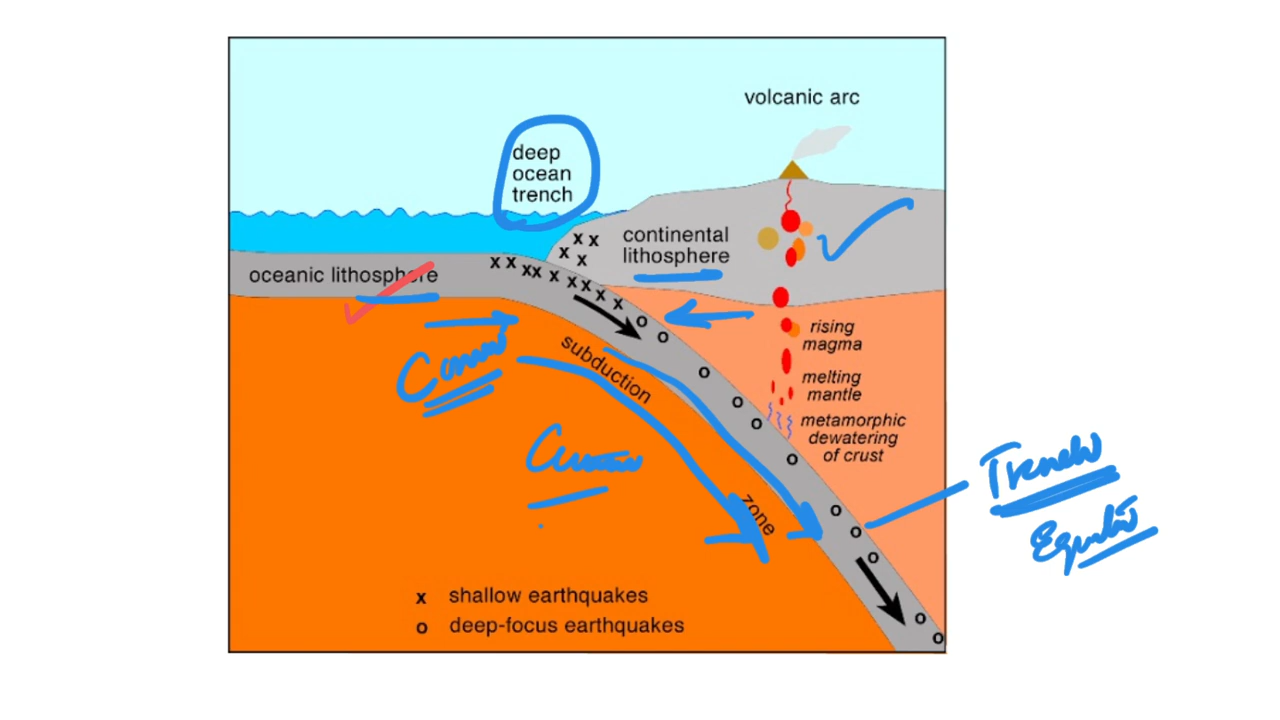 volcanic arc
deep
ocean
trench
continental
lithosphere
oceanic lithosphere
rising
magma
subduction
melting
mantle
metamorphic
dewatering
of crust
zone
x shallow earthquakes
o deep-focus earthquakes